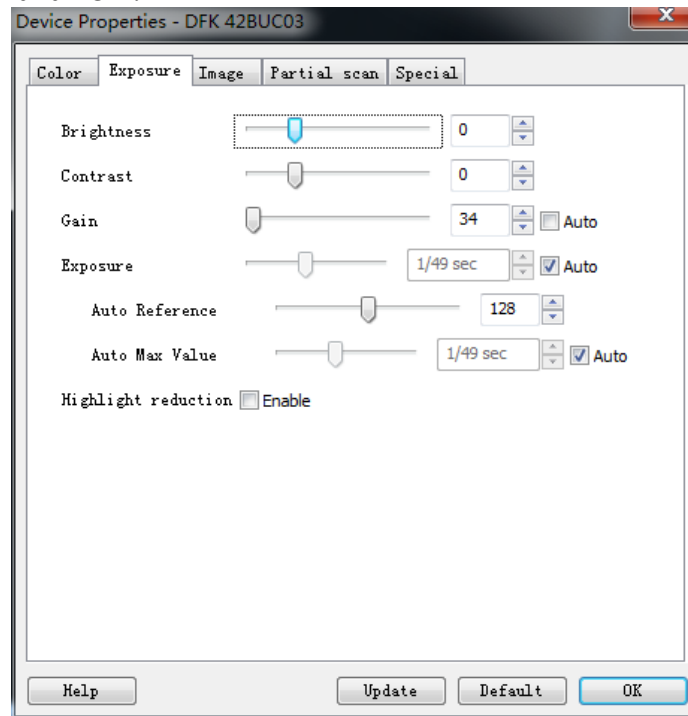 Device Properties - DFK 42BUC03
Color Exposure Image Partial scan Special
Brightness 0
Contrast 0
Gain 34 Auto
Exposure 1/49 sec Auto
Auto Reference 128
Auto Max Value 1/49 sec Auto
Highlight reduction Enable
Help Update Default OK